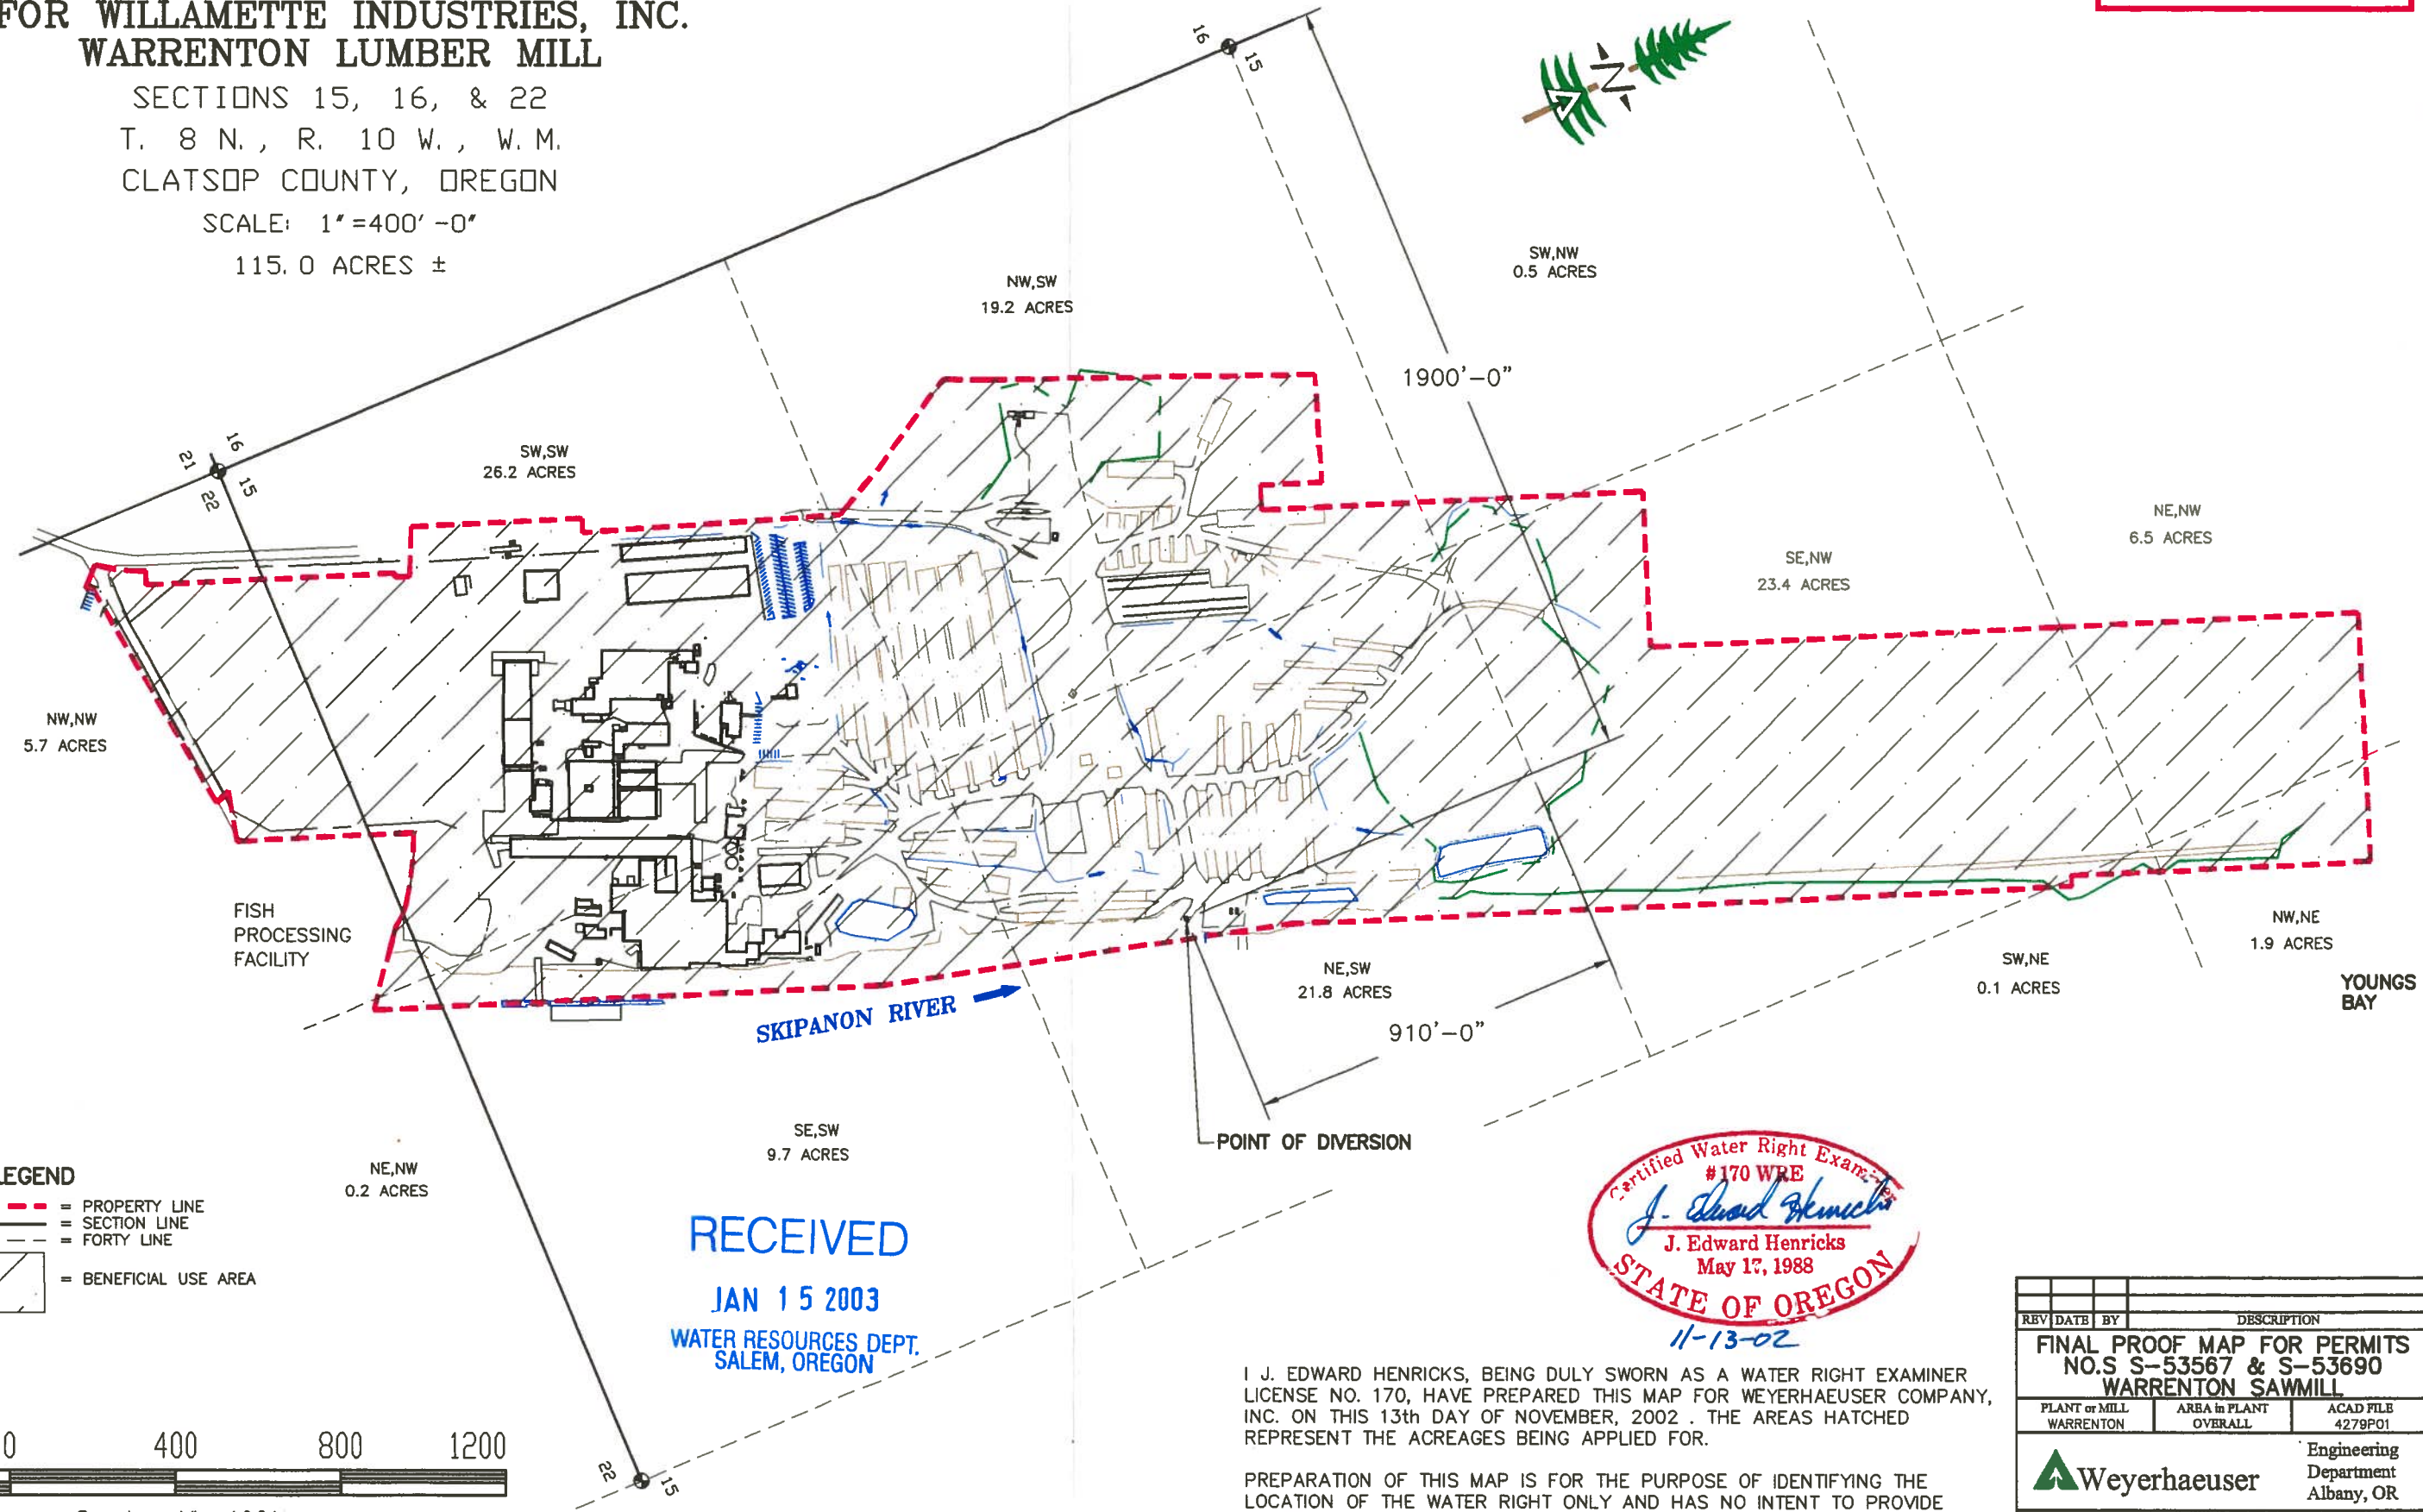 FOR WILLAMETTE INDUSTRIES, INC.
WARRENTON LUMBER MILL
SECTIONS 15, 16, & 22
T. 8 N., R. 10 W., W.M.
CLATSOP COUNTY, OREGON
SCALE: 1"=400'-0"
115.0 ACRES ±
16
15
N
SW,NW
0.5 ACRES
NW,SW
19.2 ACRES
1900'-0"
SW,SW
26.2 ACRES
21
16
22
15
NE,NW
6.5 ACRES
SE,NW
23.4 ACRES
NW,NW
5.7 ACRES
FISH
PROCESSING
FACILITY
SKIPANON RIVER
NE,SW
21.8 ACRES
910'-0"
SW,NE
0.1 ACRES
NW,NE
1.9 ACRES
YOUNGS
BAY
POINT OF DIVERSION
SE,SW
9.7 ACRES
NE,NW
0.2 ACRES
LEGEND
= PROPERTY LINE
= SECTION LINE
= FORTY LINE
= BENEFICIAL USE AREA
RECEIVED
JAN 15 2003
WATER RESOURCES DEPT.
SALEM, OREGON
22
15
0 400 800 1200
Certified Water Right Examiner
#170 WRE
J. Edward Henricks
J. Edward Henricks
May 17, 1988
STATE OF OREGON
11-13-02
I J. EDWARD HENRICKS, BEING DULY SWORN AS A WATER RIGHT EXAMINER
LICENSE NO. 170, HAVE PREPARED THIS MAP FOR WEYERHAEUSER COMPANY,
INC. ON THIS 13th DAY OF NOVEMBER, 2002 . THE AREAS HATCHED
REPRESENT THE ACREAGES BEING APPLIED FOR.
PREPARATION OF THIS MAP IS FOR THE PURPOSE OF IDENTIFYING THE
LOCATION OF THE WATER RIGHT ONLY AND HAS NO INTENT TO PROVIDE
REV DATE BY DESCRIPTION
FINAL PROOF MAP FOR PERMITS
NO.S S-53567 & S-53690
WARRENTON SAWMILL
PLANT or MILL
WARRENTON
AREA in PLANT
OVERALL
ACAD FILE
4279P01
Weyerhaeuser
Engineering
Department
Albany, OR